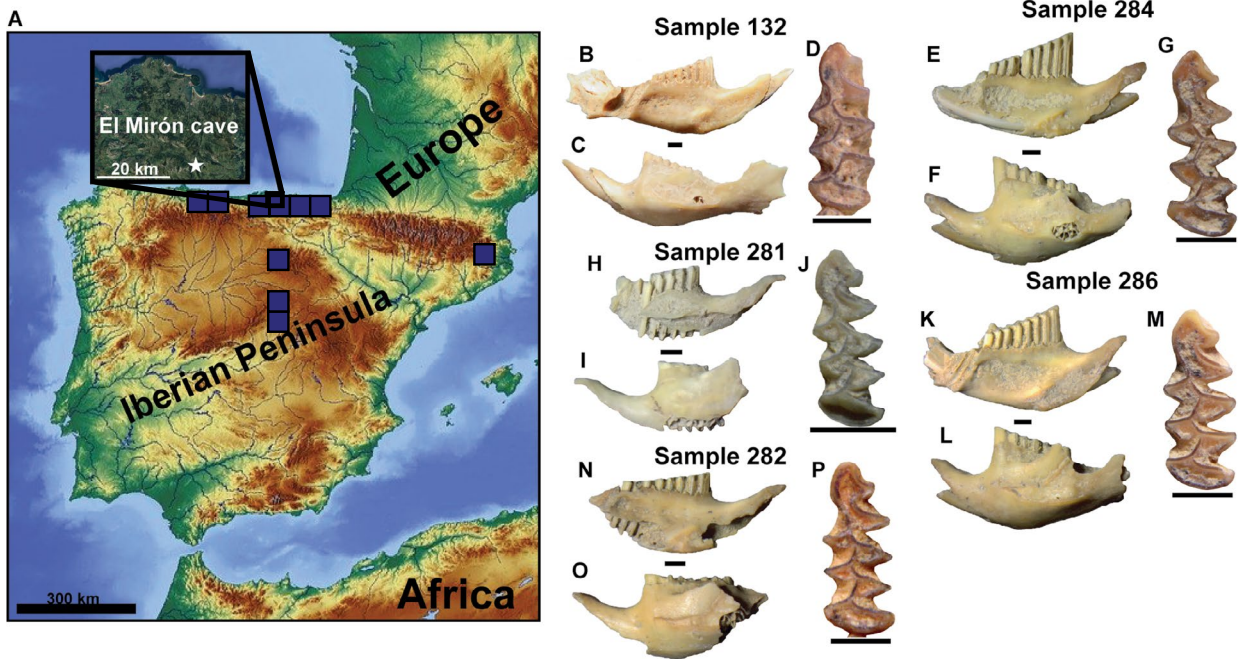 A
El Mirón cave
20 km
Europe
Iberian Peninsula
Africa
300 km
Sample 132
B
C
D
Sample 284
E
F
G
Sample 281
H
I
J
Sample 286
K
L
M
Sample 282
N
O
P